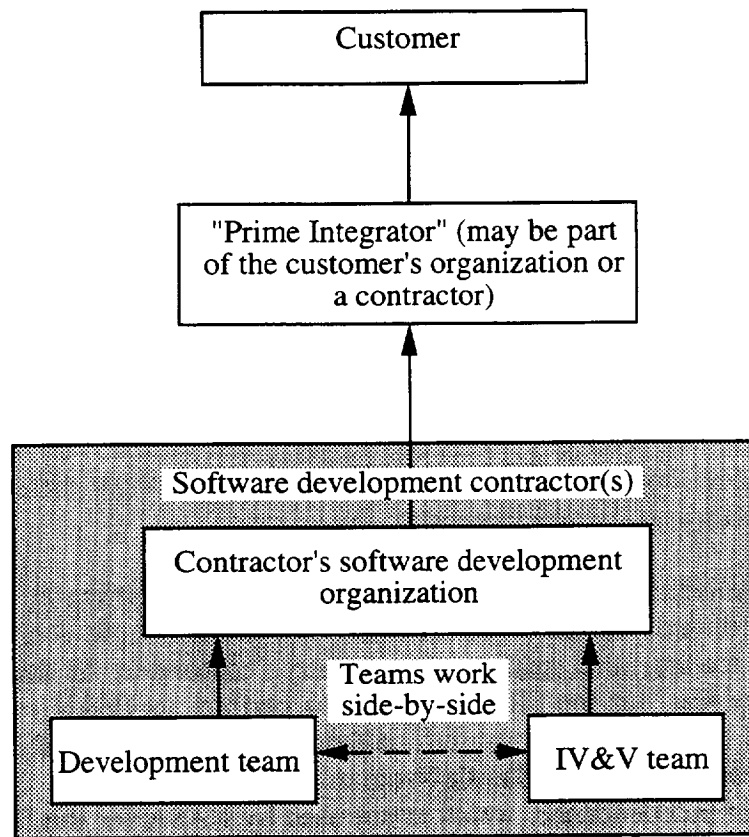 Customer
"Prime Integrator" (may be part
of the customer's organization or
a contractor)
Software development contractor(s)
Contractor's software development
organization
Teams work
side-by-side
Development team
IV&V team